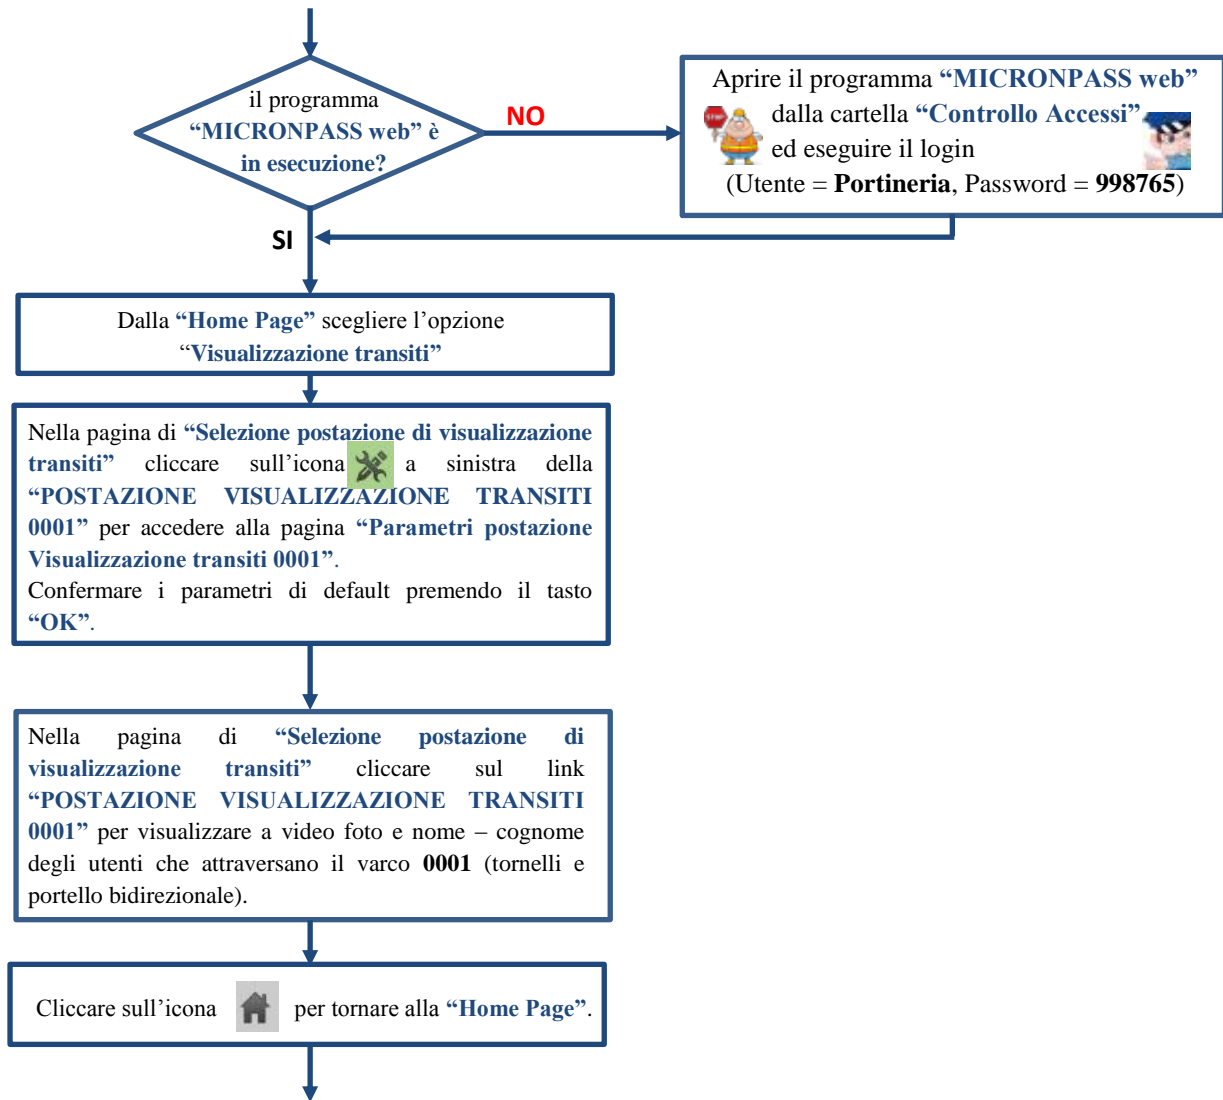 il programma
“MICRONPASS web” è
in esecuzione?
NO
Aprire il programma “MICRONPASS web”
dalla cartella “Controllo Accessi”
ed eseguire il login
(Utente = Portineria, Password = 998765)
STOP
SI
Dalla “Home Page” scegliere l’opzione
“Visualizzazione transiti”
Nella pagina di “Selezione postazione di visualizzazione
transiti” cliccare sull’icona a sinistra della
“POSTAZIONE VISUALIZZAZIONE TRANSITI
0001” per accedere alla pagina “Parametri postazione
Visualizzazione transiti 0001”.
Confermare i parametri di default premendo il tasto
“OK”.
Nella pagina di “Selezione postazione di
visualizzazione transiti” cliccare sul link
“POSTAZIONE VISUALIZZAZIONE TRANSITI
0001” per visualizzare a video foto e nome – cognome
degli utenti che attraversano il varco 0001 (tornelli e
portello bidirezionale).
Cliccare sull’icona per tornare alla “Home Page”.